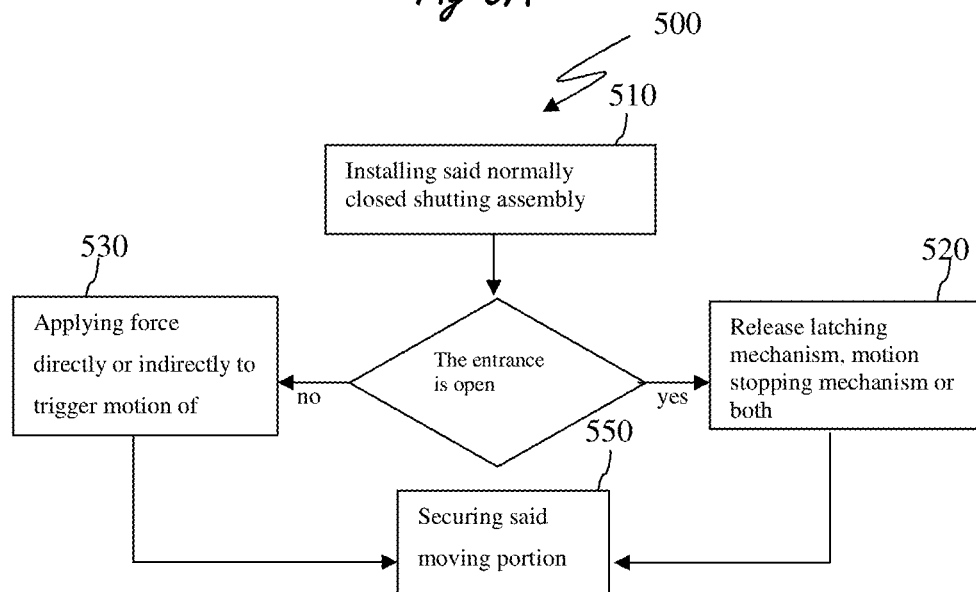 500
510
Installing said normally
closed shutting assembly
530
520
Applying force
directly or indirectly to
trigger motion of
The entrance
is open
Release latching
mechanism, motion
stopping mechanism or
both
no
yes
550
Securing said
moving portion